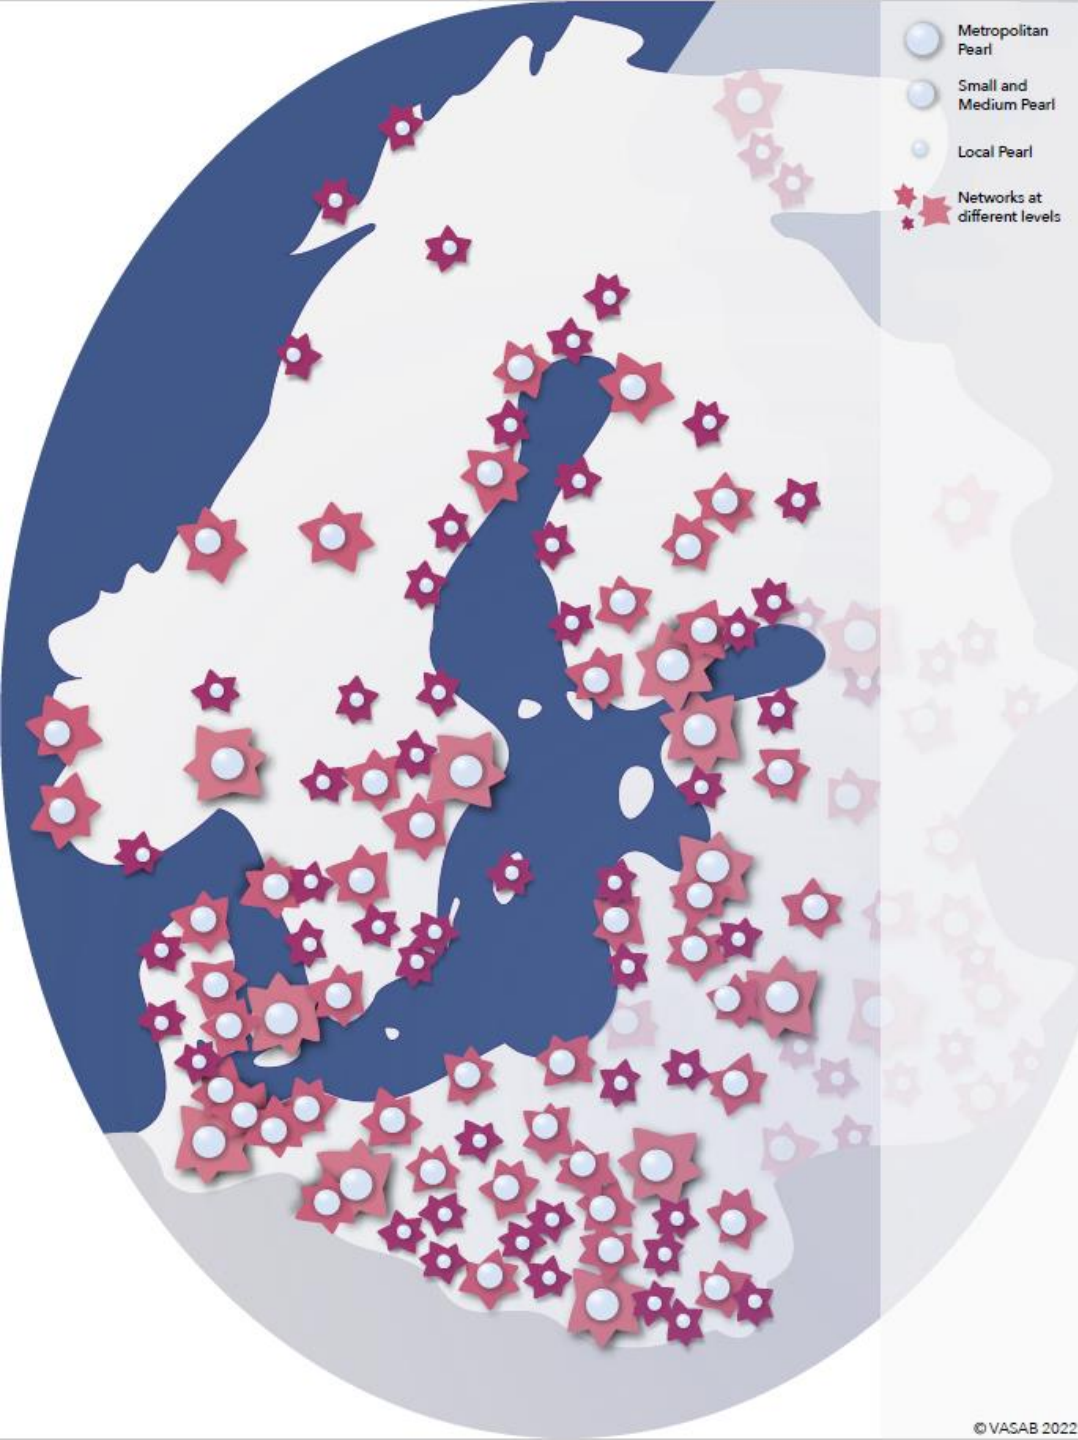 Metropolitan
Pearl
Small and
Medium Pearl
Local Pearl
Networks at
different levels
© VASAB 2022